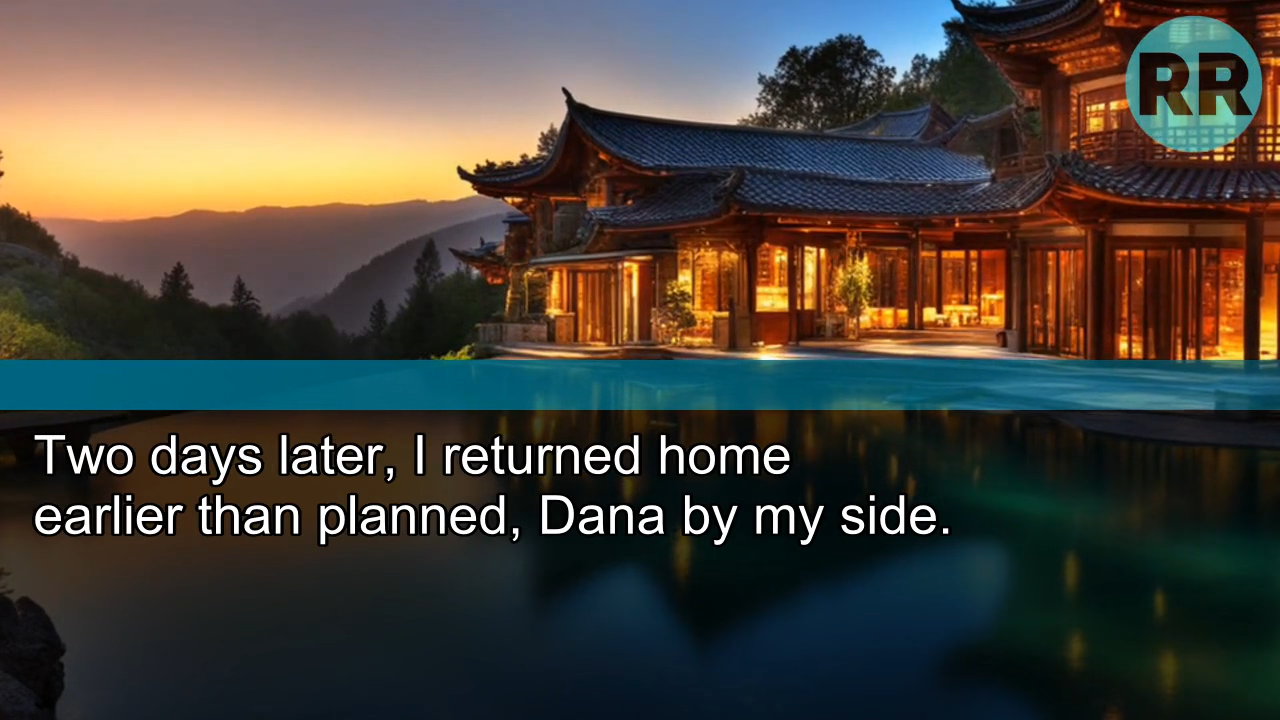 RR
Two days later, I returned home
earlier than planned, Dana by my side.